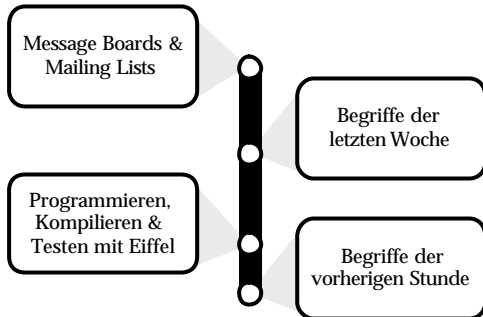 Message Boards &
Mailing Lists
Begriffe der
letzten Woche
Programmieren,
Kompilieren &
Testen mit Eiffel
Begriffe der
vorherigen Stunde